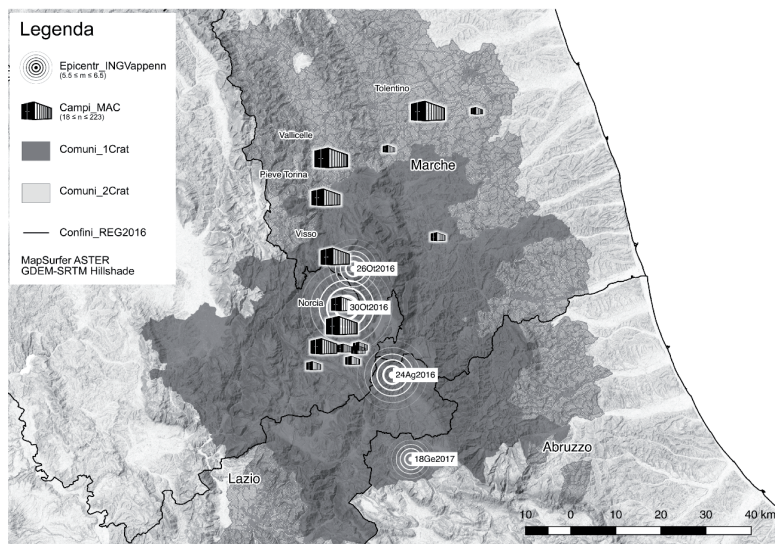 Legenda
Epicentr_INGVappenn
(5.5 ≤ m ≤ 6.5)
Campi_MAC
(18 ≤ n ≤ 223)
Comuni_1Crat
Comuni_2Crat
Confini_REG2016
MapSurfer ASTER
GDEM-SRTM Hillshade
Tolentino
Vallicelle
Marche
Pieve Torina
Visso
26Ot2016
Norcia
30Ot2016
24Ag2016
Abruzzo
18Ge2017
Lazio
10 0 10 20 30 40 km